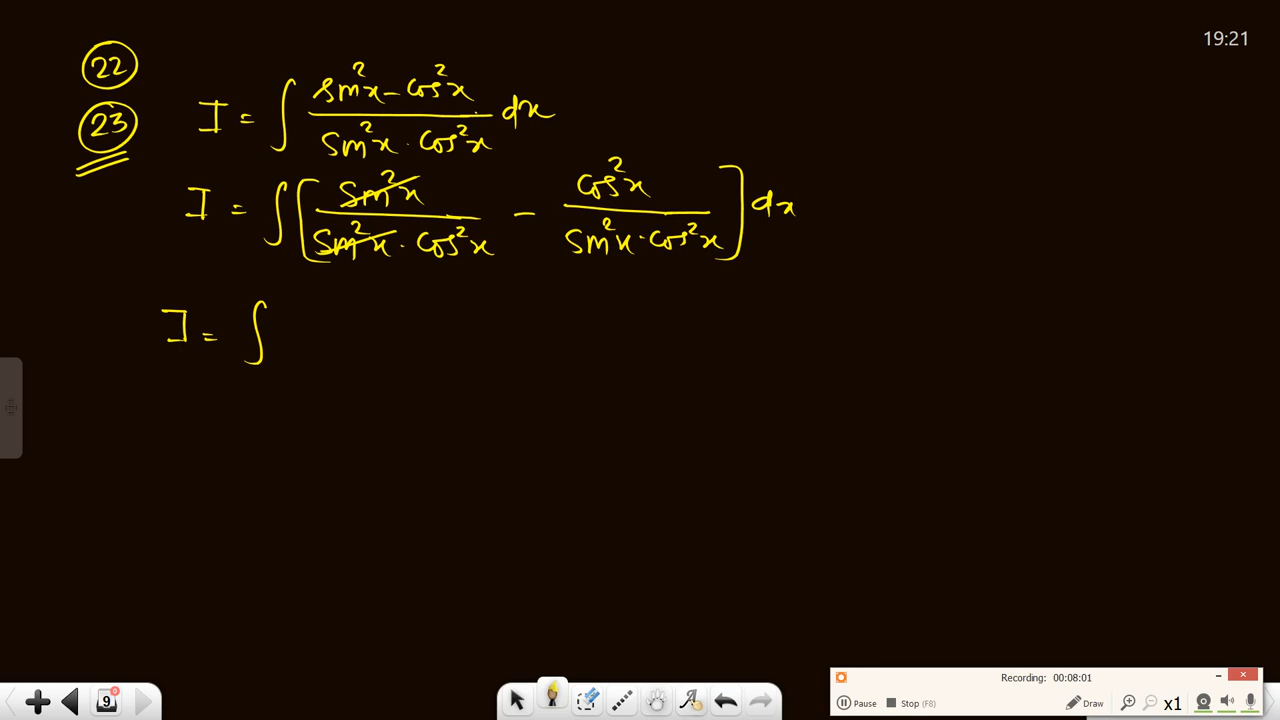 19:21
22
23
I = ∫ (sin²x - cos²x)/(sin²x · cos²x) dx
I = ∫ [ sin²x/(sin²x · cos²x) - cos²x/(sin²x · cos²x) ] dx
I = ∫
Recording: 00:08:01
9 0
Pause Stop (F8) Draw x1